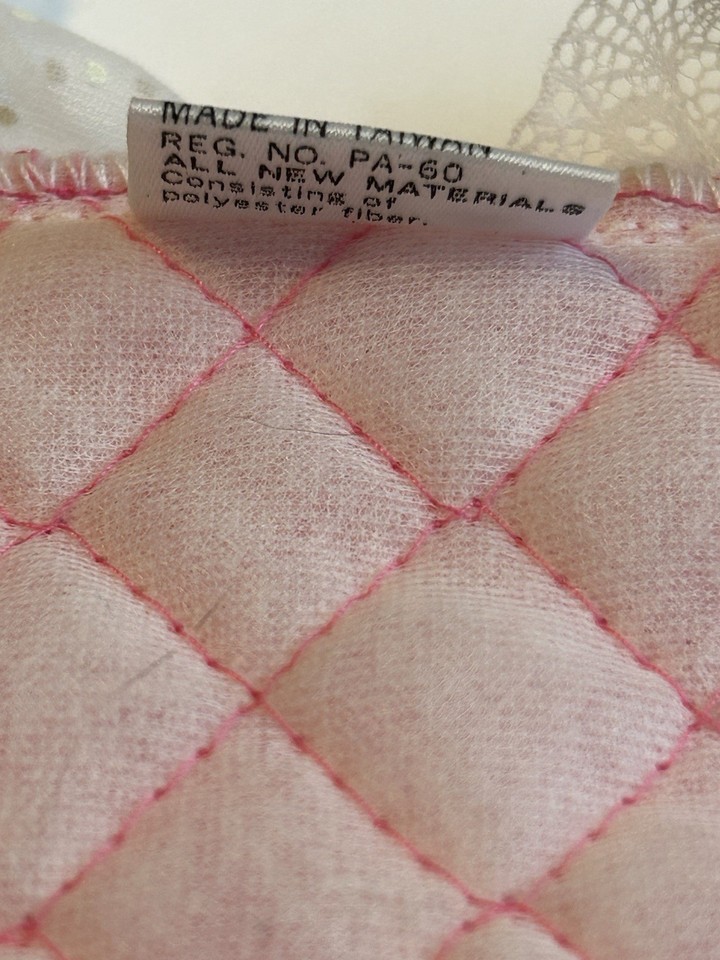 MADE IN TAIWAN
REG. NO. PA-60
ALL NEW MATERIALS
Consisting of
polyester fiber.